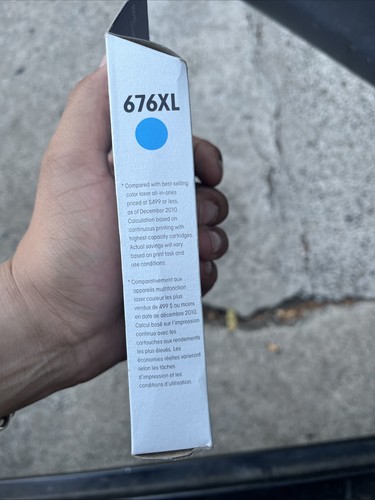 676XL
* Compared with best-selling
color laser all-in-ones
priced at $499 or less,
as of December 2010.
Calculation based on
continuous printing with
highest capacity cartridges.
Actual savings will vary
based on print task and
use conditions.
* Comparativement aux
appareils multifonction
laser couleur les plus
vendus de 499 $ ou moins
en date de décembre 2010.
Calcul basé sur l'impression
continue avec les
cartouches aux rendements
les plus élevés. Les
économies réelles varieront
selon les tâches
d'impression et les
conditions d'utilisation.